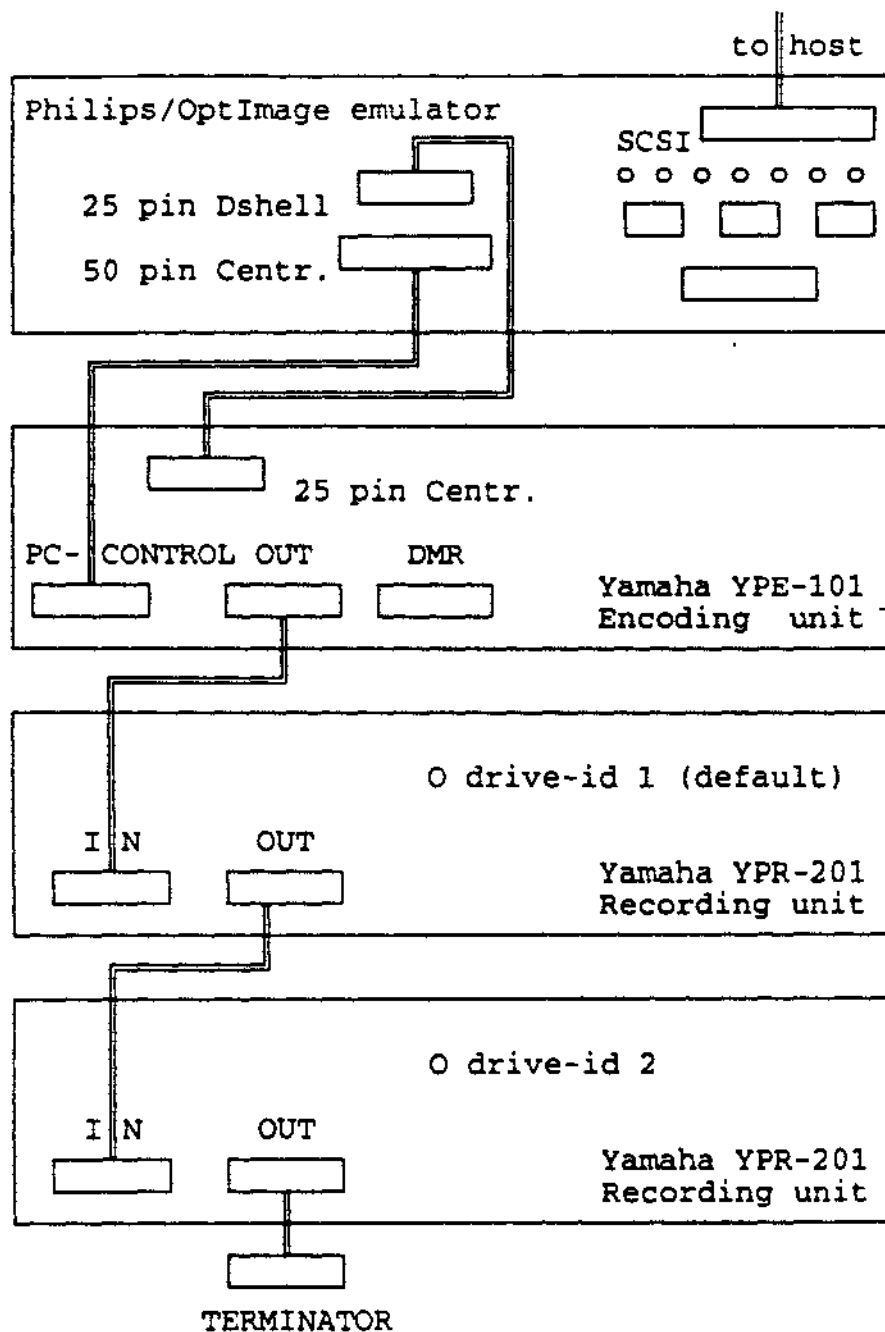 to host
Philips/OptImage emulator
SCSI
25 pin Dshell
50 pin Centr.
25 pin Centr.
PC- CONTROL OUT DMR
Yamaha YPE-101
Encoding unit
O drive-id 1 (default)
IN OUT
Yamaha YPR-201
Recording unit
O drive-id 2
IN OUT
Yamaha YPR-201
Recording unit
TERMINATOR